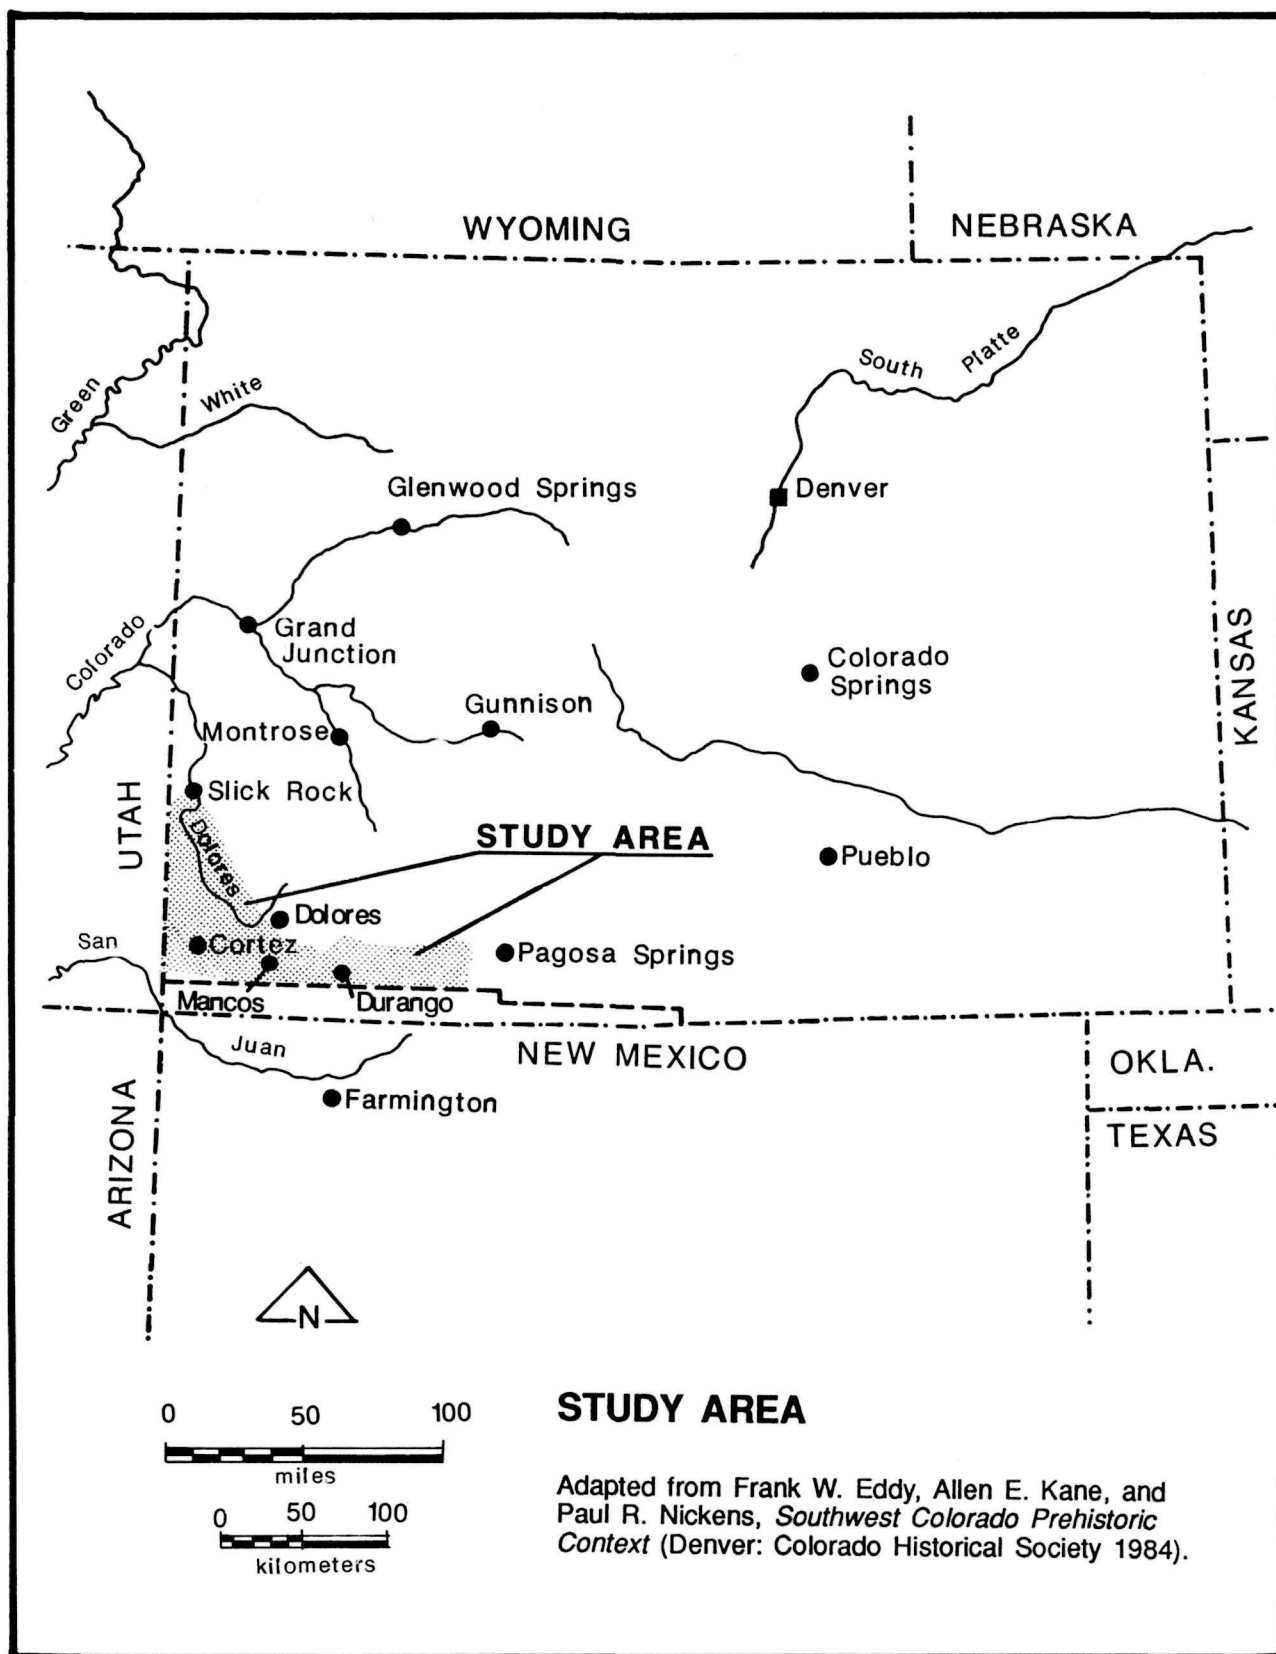 WYOMING
NEBRASKA
South Platte
Green
White
Glenwood Springs
Denver
Colorado
Grand
Junction
Colorado
Springs
KANSAS
Gunnison
Montrose
UTAH
Slick Rock
Dolores
STUDY AREA
Pueblo
Dolores
San
Cortez
Pagosa Springs
Mancos
Durango
Juan
NEW MEXICO
OKLA.
Farmington
TEXAS
ARIZONA
N
0 50 100
miles
0 50 100
kilometers
STUDY AREA
Adapted from Frank W. Eddy, Allen E. Kane, and
Paul R. Nickens, Southwest Colorado Prehistoric
Context (Denver: Colorado Historical Society 1984).